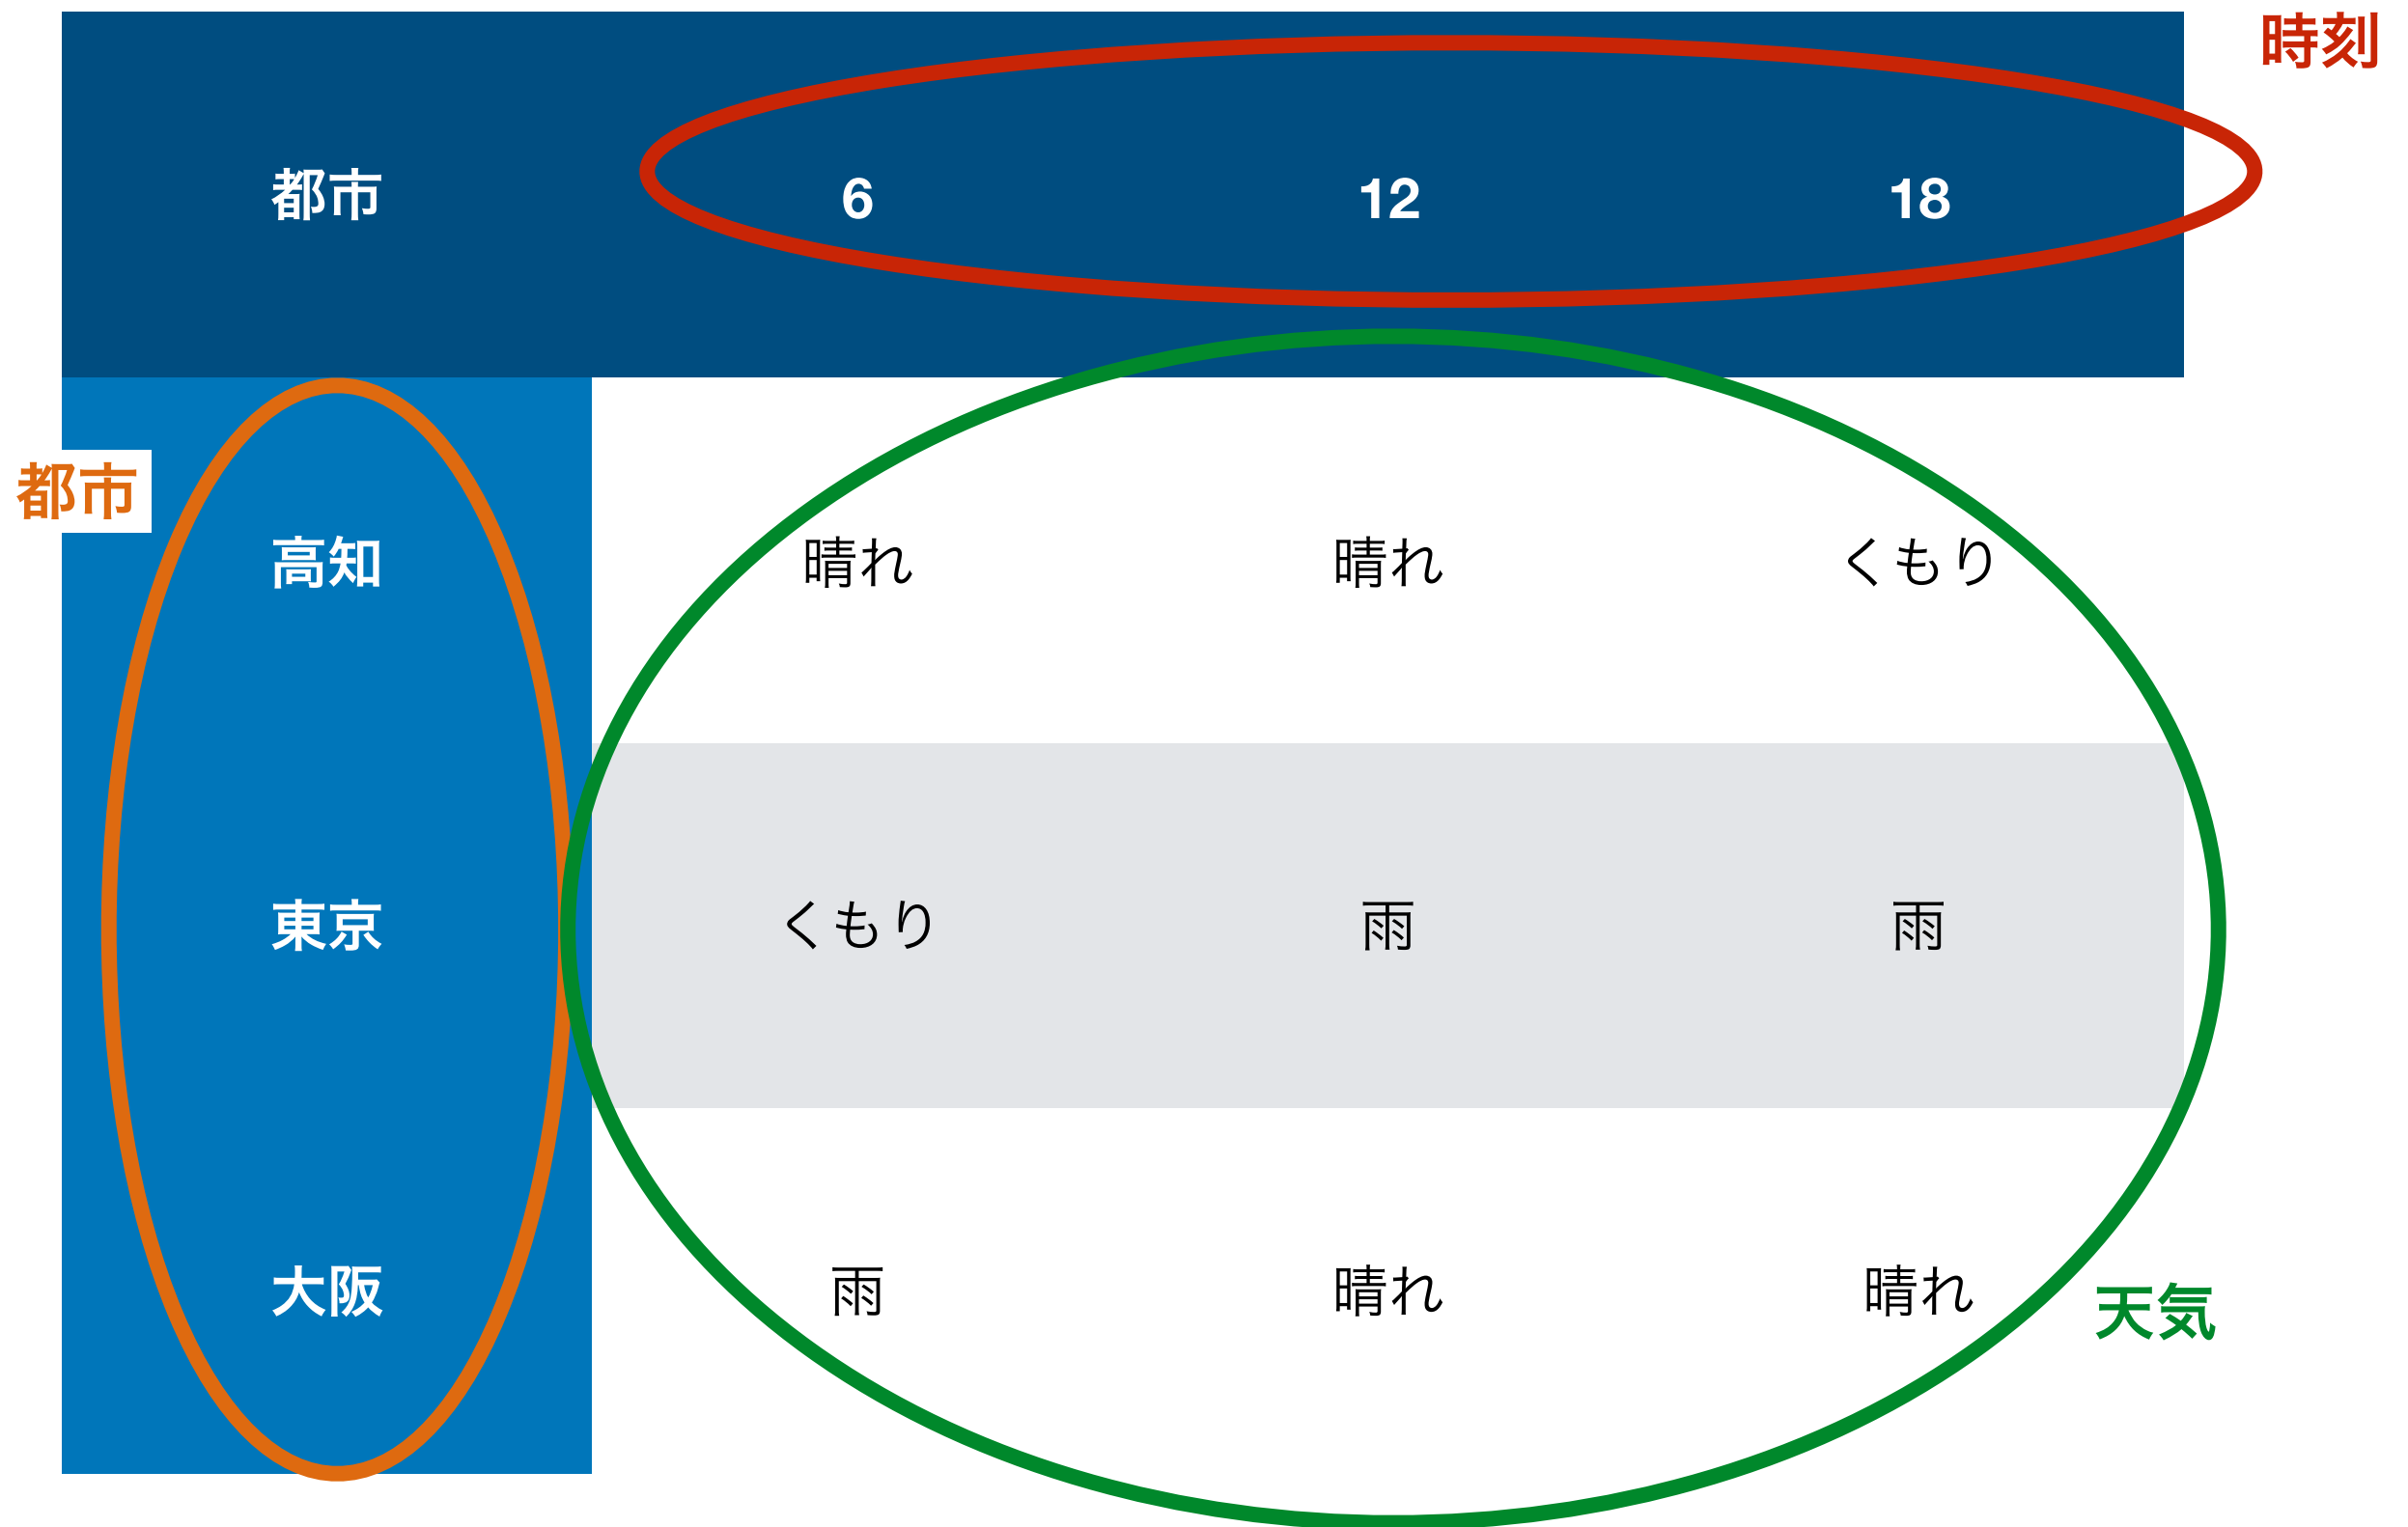 時刻
都市 6 12 18
都市
高知 晴れ 晴れ くもり
東京 くもり 雨 雨
大阪 雨 晴れ 晴れ
天気